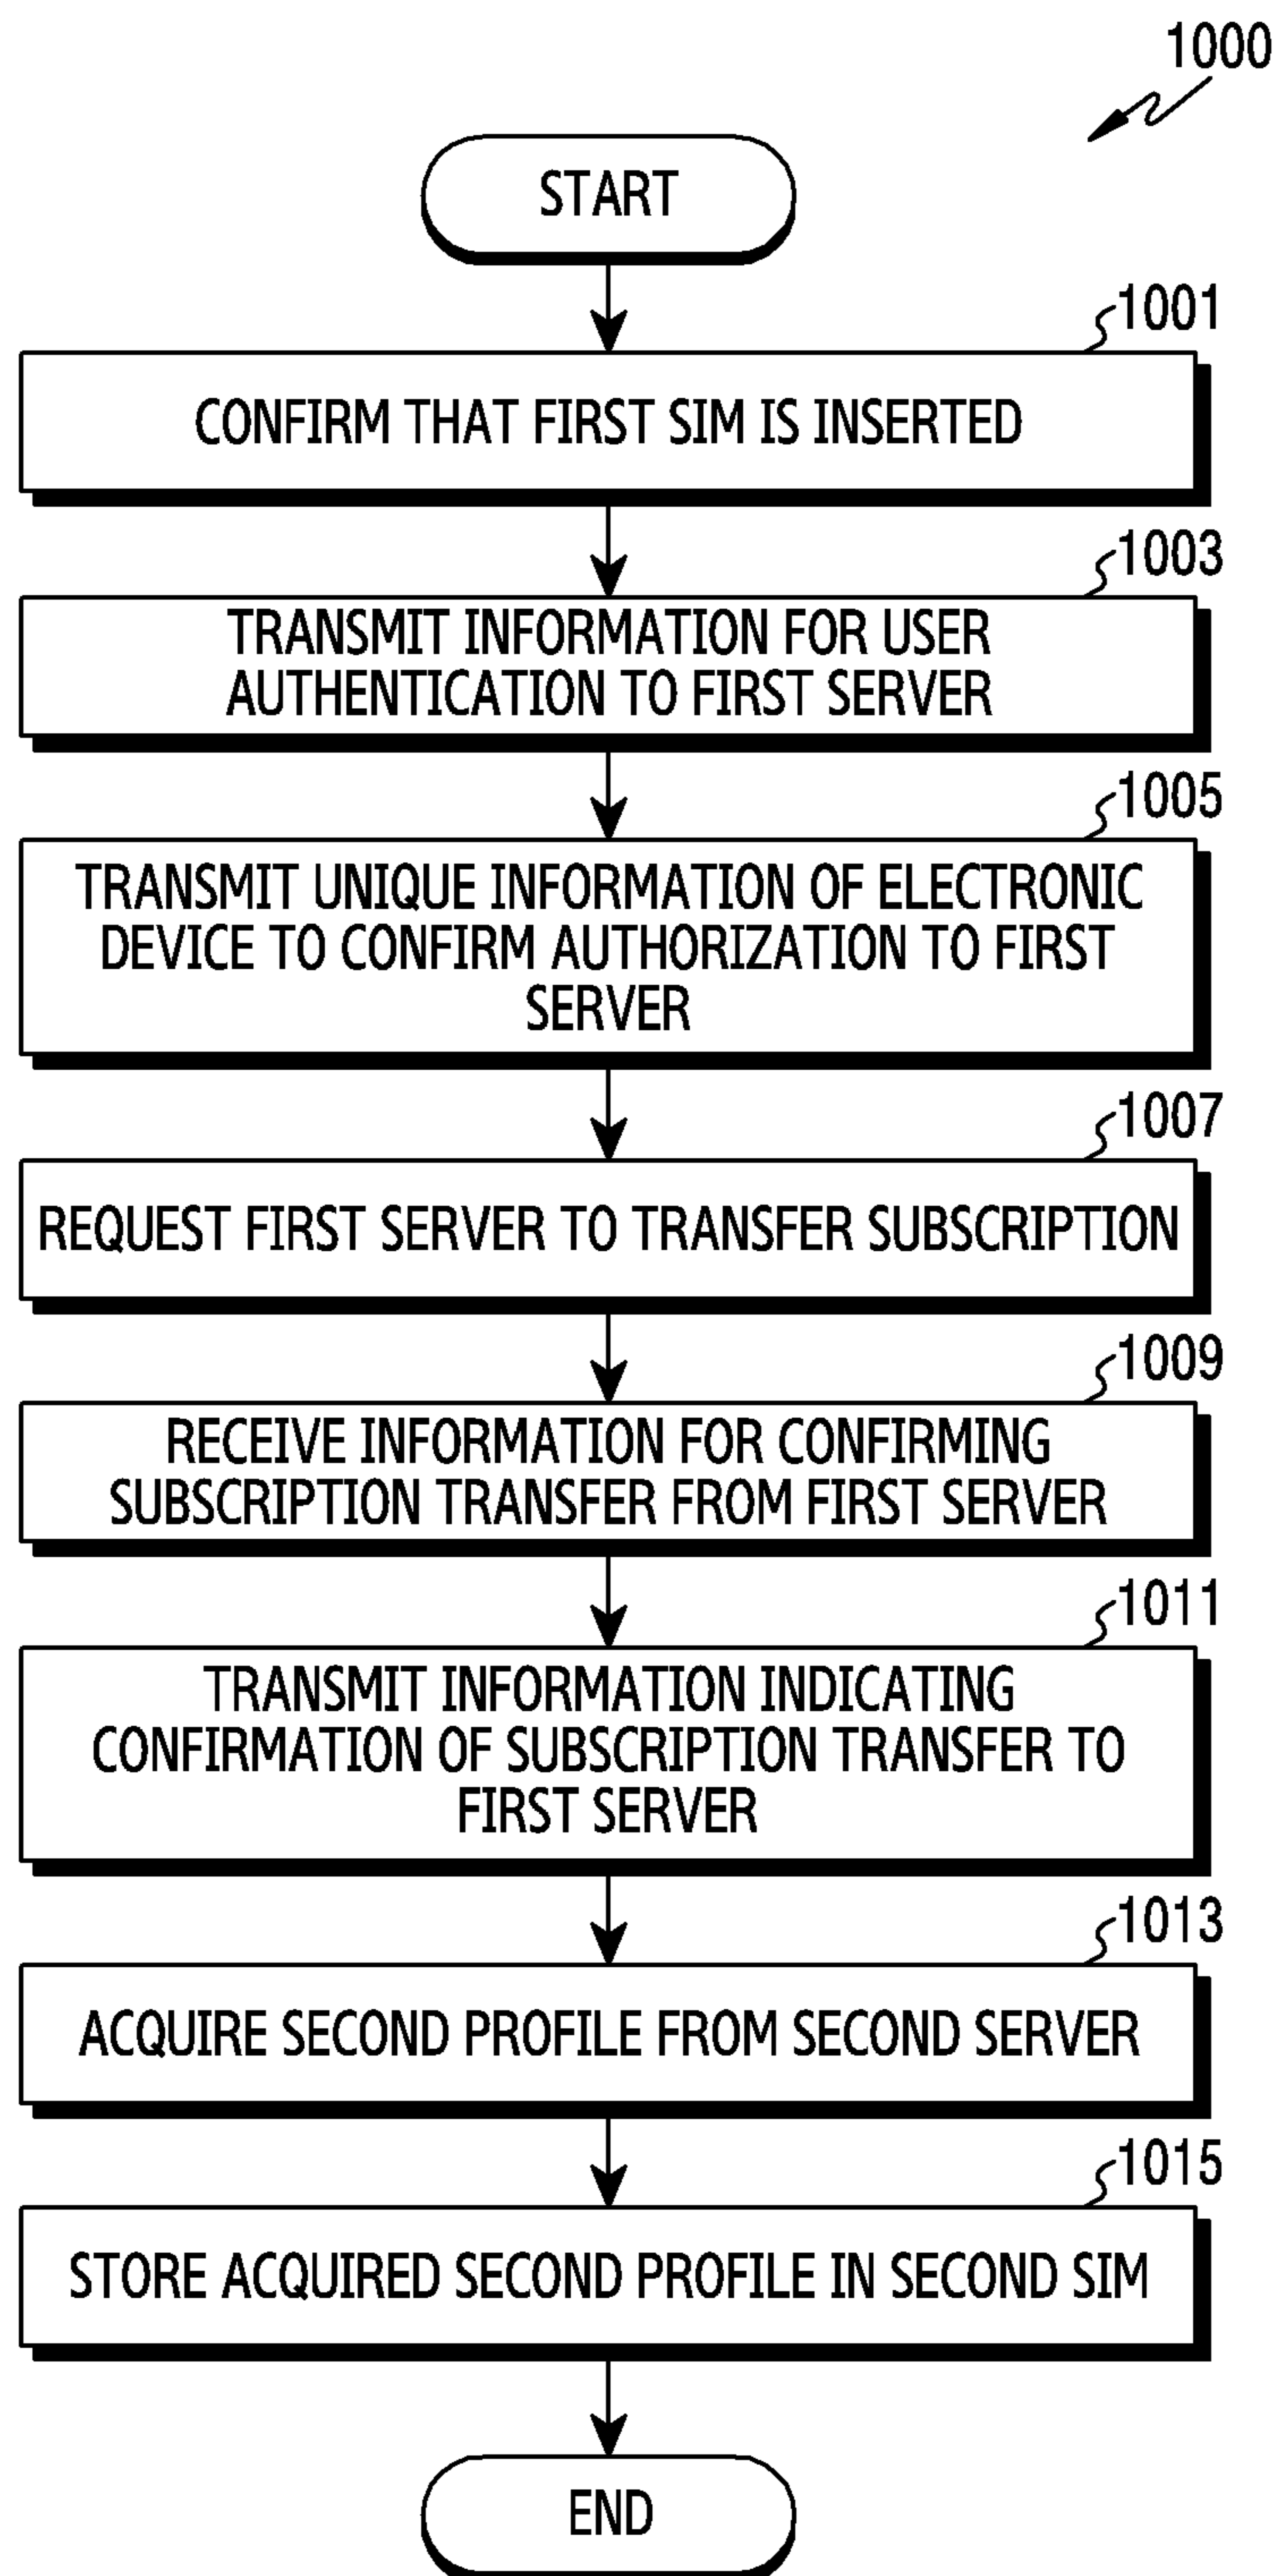 1000
START
1001
CONFIRM THAT FIRST SIM IS INSERTED
1003
TRANSMIT INFORMATION FOR USER
AUTHENTICATION TO FIRST SERVER
1005
TRANSMIT UNIQUE INFORMATION OF ELECTRONIC
DEVICE TO CONFIRM AUTHORIZATION TO FIRST
SERVER
1007
REQUEST FIRST SERVER TO TRANSFER SUBSCRIPTION
1009
RECEIVE INFORMATION FOR CONFIRMING
SUBSCRIPTION TRANSFER FROM FIRST SERVER
1011
TRANSMIT INFORMATION INDICATING
CONFIRMATION OF SUBSCRIPTION TRANSFER TO
FIRST SERVER
1013
ACQUIRE SECOND PROFILE FROM SECOND SERVER
1015
STORE ACQUIRED SECOND PROFILE IN SECOND SIM
END